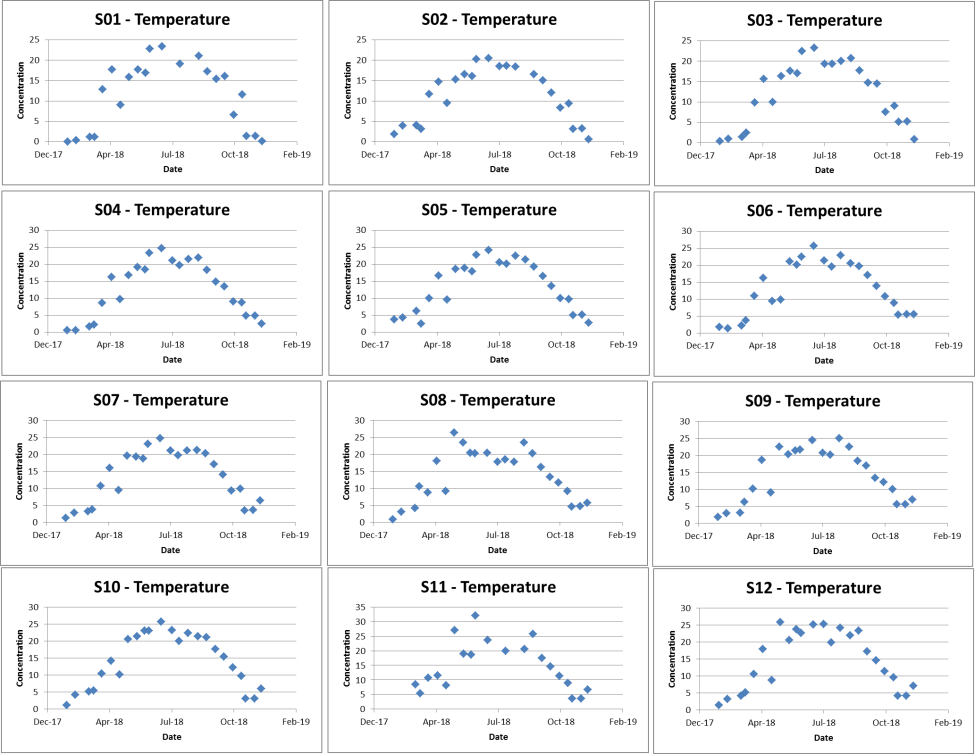 S01 - Temperature
25
20
15
10
5
0
Concentration
Dec-17 Apr-18 Jul-18 Oct-18 Feb-19
Date
S02 - Temperature
25
20
15
10
5
0
Concentration
Dec-17 Apr-18 Jul-18 Oct-18 Feb-19
Date
S03 - Temperature
25
20
15
10
5
0
Concentration
Dec-17 Apr-18 Jul-18 Oct-18 Feb-19
Date
S04 - Temperature
30
25
20
15
10
5
0
Concentration
Dec-17 Apr-18 Jul-18 Oct-18 Feb-19
Date
S05 - Temperature
30
25
20
15
10
5
0
Concentration
Dec-17 Apr-18 Jul-18 Oct-18 Feb-19
Date
S06 - Temperature
30
25
20
15
10
5
0
Concentration
Dec-17 Apr-18 Jul-18 Oct-18 Feb-19
Date
S07 - Temperature
30
25
20
15
10
5
0
Concentration
Dec-17 Apr-18 Jul-18 Oct-18 Feb-19
Date
S08 - Temperature
30
25
20
15
10
5
0
Concentration
Dec-17 Apr-18 Jul-18 Oct-18 Feb-19
Date
S09 - Temperature
30
25
20
15
10
5
0
Concentration
Dec-17 Apr-18 Jul-18 Oct-18 Feb-19
Date
S10 - Temperature
30
25
20
15
10
5
0
Concentration
Dec-17 Apr-18 Jul-18 Oct-18 Feb-19
Date
S11 - Temperature
35
30
25
20
15
10
5
0
Concentration
Dec-17 Apr-18 Jul-18 Oct-18 Feb-19
Date
S12 - Temperature
30
25
20
15
10
5
0
Concentration
Dec-17 Apr-18 Jul-18 Oct-18 Feb-19
Date